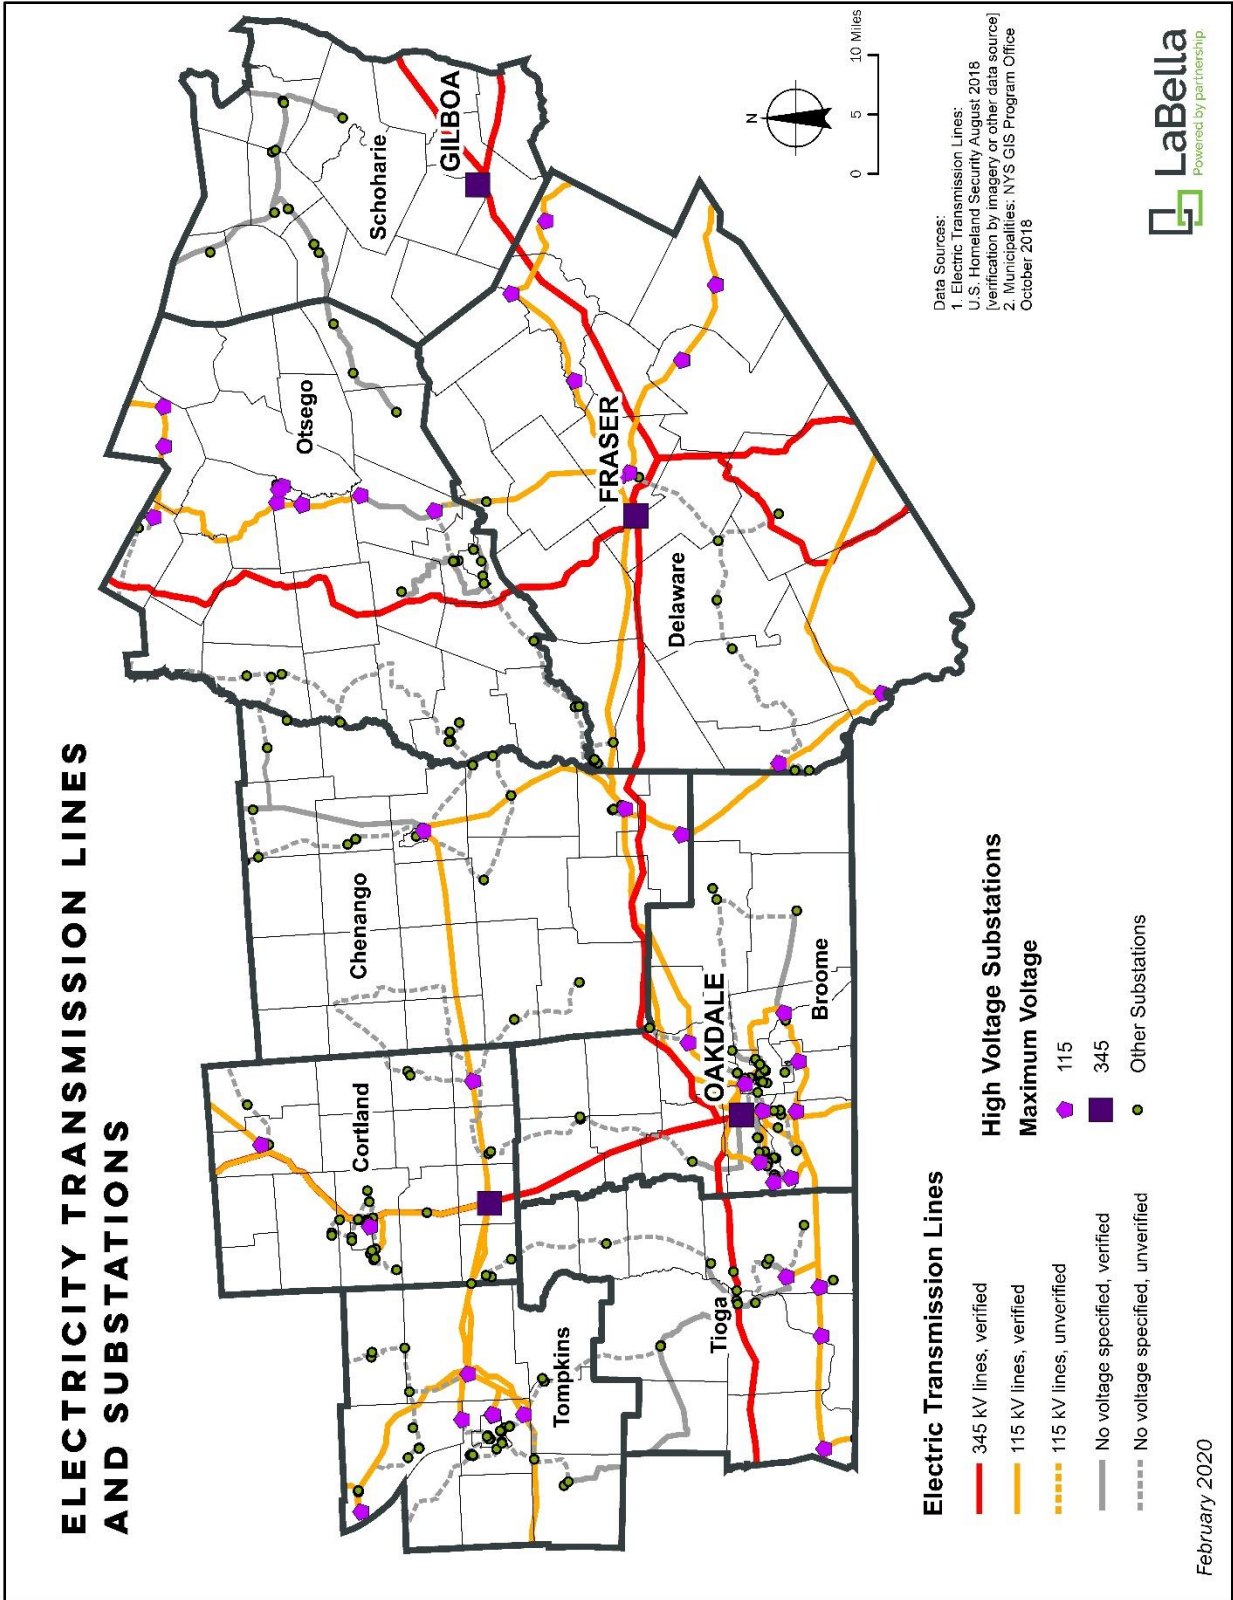 ELECTRICITY TRANSMISSION LINES
AND SUBSTATIONS
Schoharie
GILBOA
Otsego
FRASER
Delaware
Chenango
Cortland
OAKDALE
Broome
Tompkins
Tioga
N
0 5 10 Miles
Data Sources:
1. Electric Transmission Lines:
U.S. Homeland Security August 2018
[verification by imagery or other data source]
2. Municipalities: NYS GIS Program Office
October 2018
Electric Transmission Lines
345 kV lines, verified
115 kV lines, verified
115 kV lines, unverified
No voltage specified, verified
No voltage specified, unverified
High Voltage Substations
Maximum Voltage
115
345
Other Substations
February 2020
LaBella
Powered by partnership.